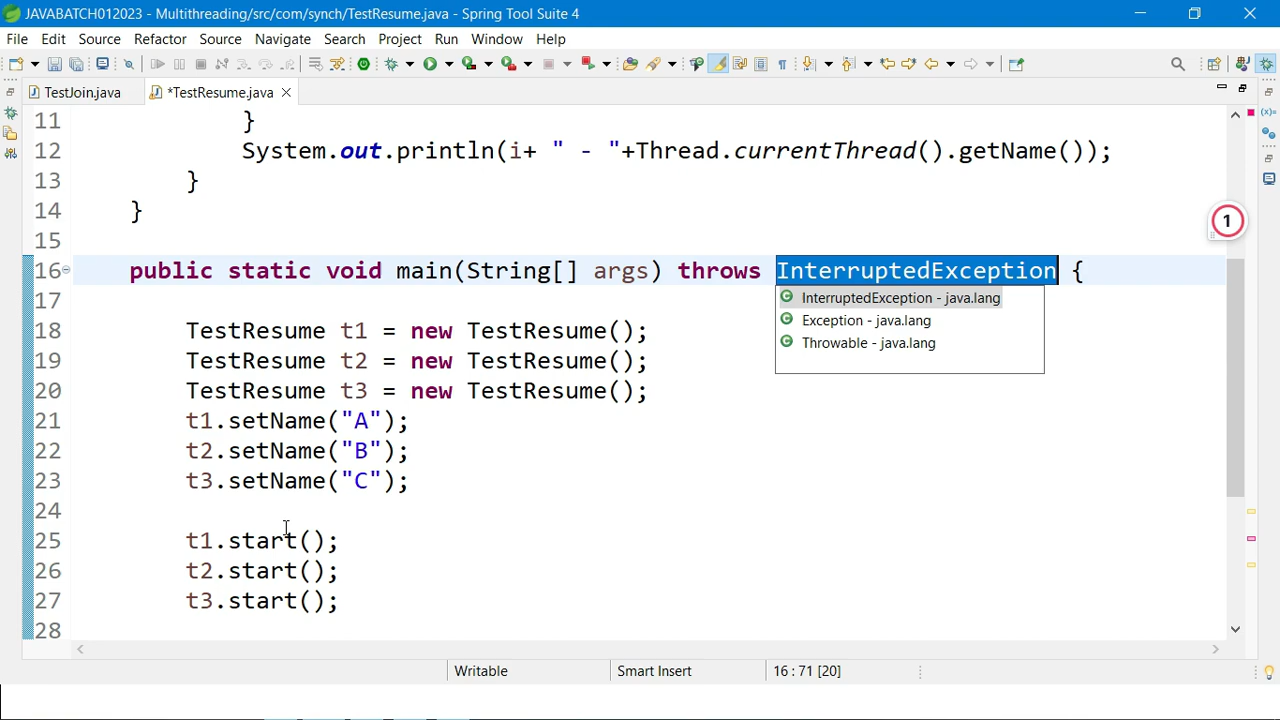 JAVABATCH012023 - Multithreading/src/com/synch/TestResume.java - Spring Tool Suite 4
File Edit Source Refactor Source Navigate Search Project Run Window Help
TestJoin.java *TestResume.java
11 }
12 System.out.println(i+ " - "+Thread.currentThread().getName());
13 }
14 }
15
1
16 public static void main(String[] args) throws InterruptedException {
17
InterruptedException - java.lang
18 TestResume t1 = new TestResume();
Exception - java.lang
Throwable - java.lang
19 TestResume t2 = new TestResume();
20 TestResume t3 = new TestResume();
21 t1.setName("A");
22 t2.setName("B");
23 t3.setName("C");
24
25 t1.start();
26 t2.start();
27 t3.start();
28
Writable Smart Insert 16 : 71 [20]